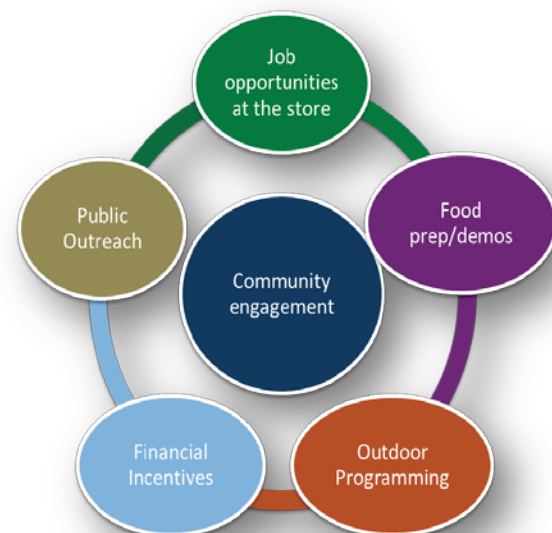 Job
opportunities
at the store
Food
prep/demos
Public
Outreach
Community
engagement
Financial
Incentives
Outdoor
Programming